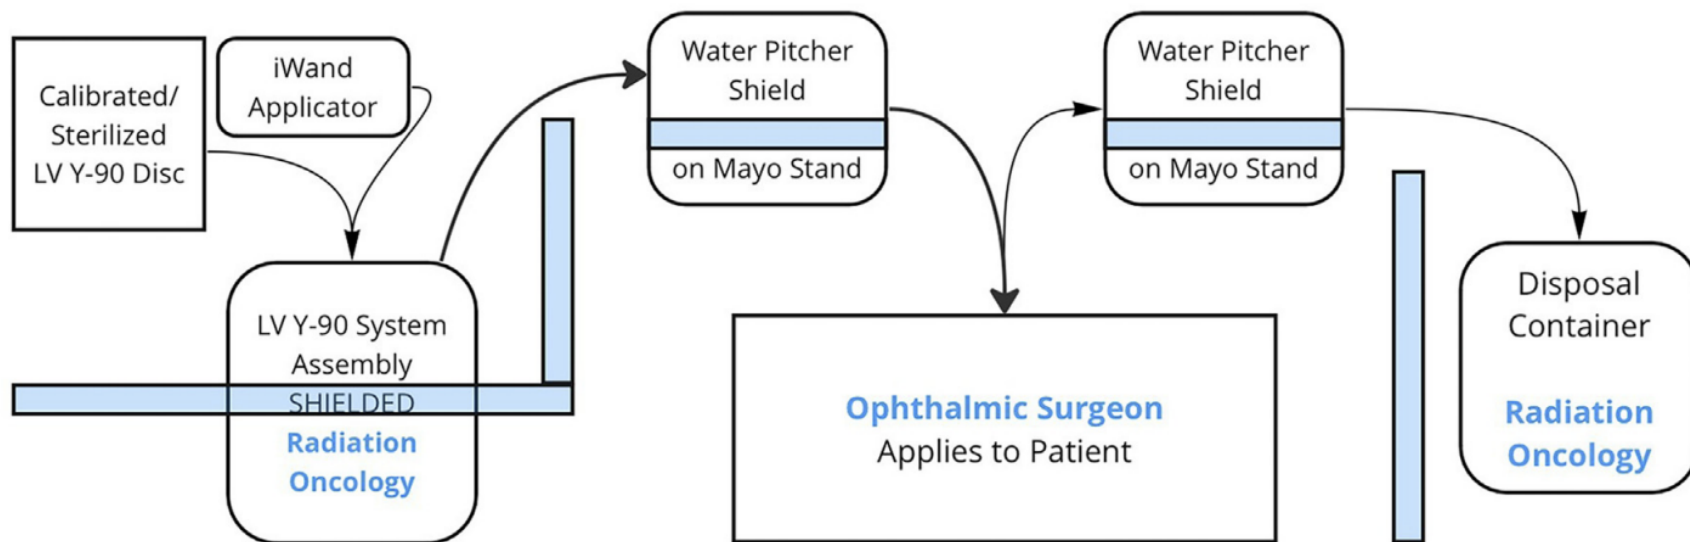 Calibrated/
Sterilized
LV Y-90 Disc
iWand
Applicator
LV Y-90 System
Assembly
SHIELDED
Radiation
Oncology
Water Pitcher
Shield
on Mayo Stand
Ophthalmic Surgeon
Applies to Patient
Water Pitcher
Shield
on Mayo Stand
Disposal
Container
Radiation
Oncology